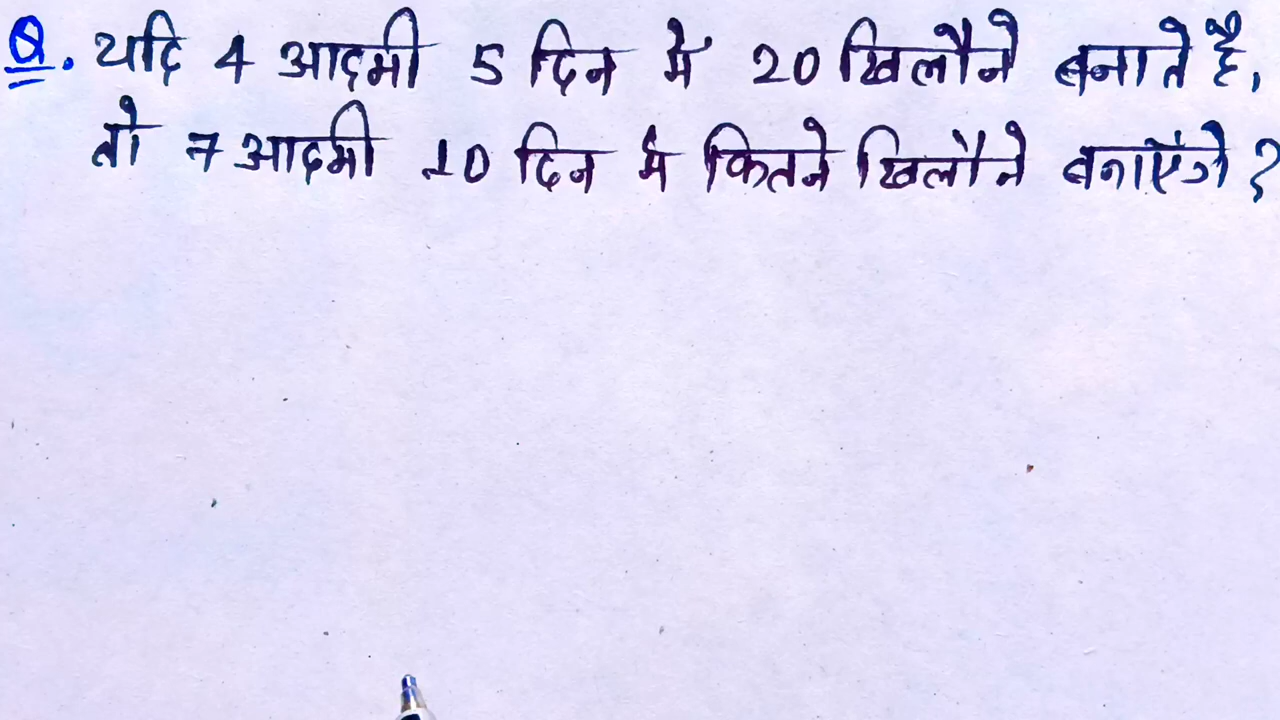 Q. यदि 4 आदमी 5 दिन में 20 खिलौने बनाते है,
तो 7 आदमी 10 दिन में कितने खिलौने बनाएंगे?